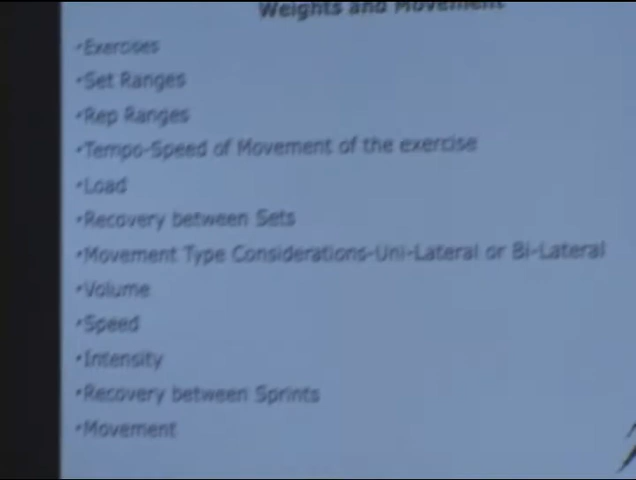 Weights and Movement
•Exercises
•Set Ranges
•Rep Ranges
•Tempo-Speed of Movement of the exercise
•Load
•Recovery between Sets
•Movement Type Considerations-Uni-Lateral or Bi-Lateral
•Volume
•Speed
•Intensity
•Recovery between Sprints
•Movement